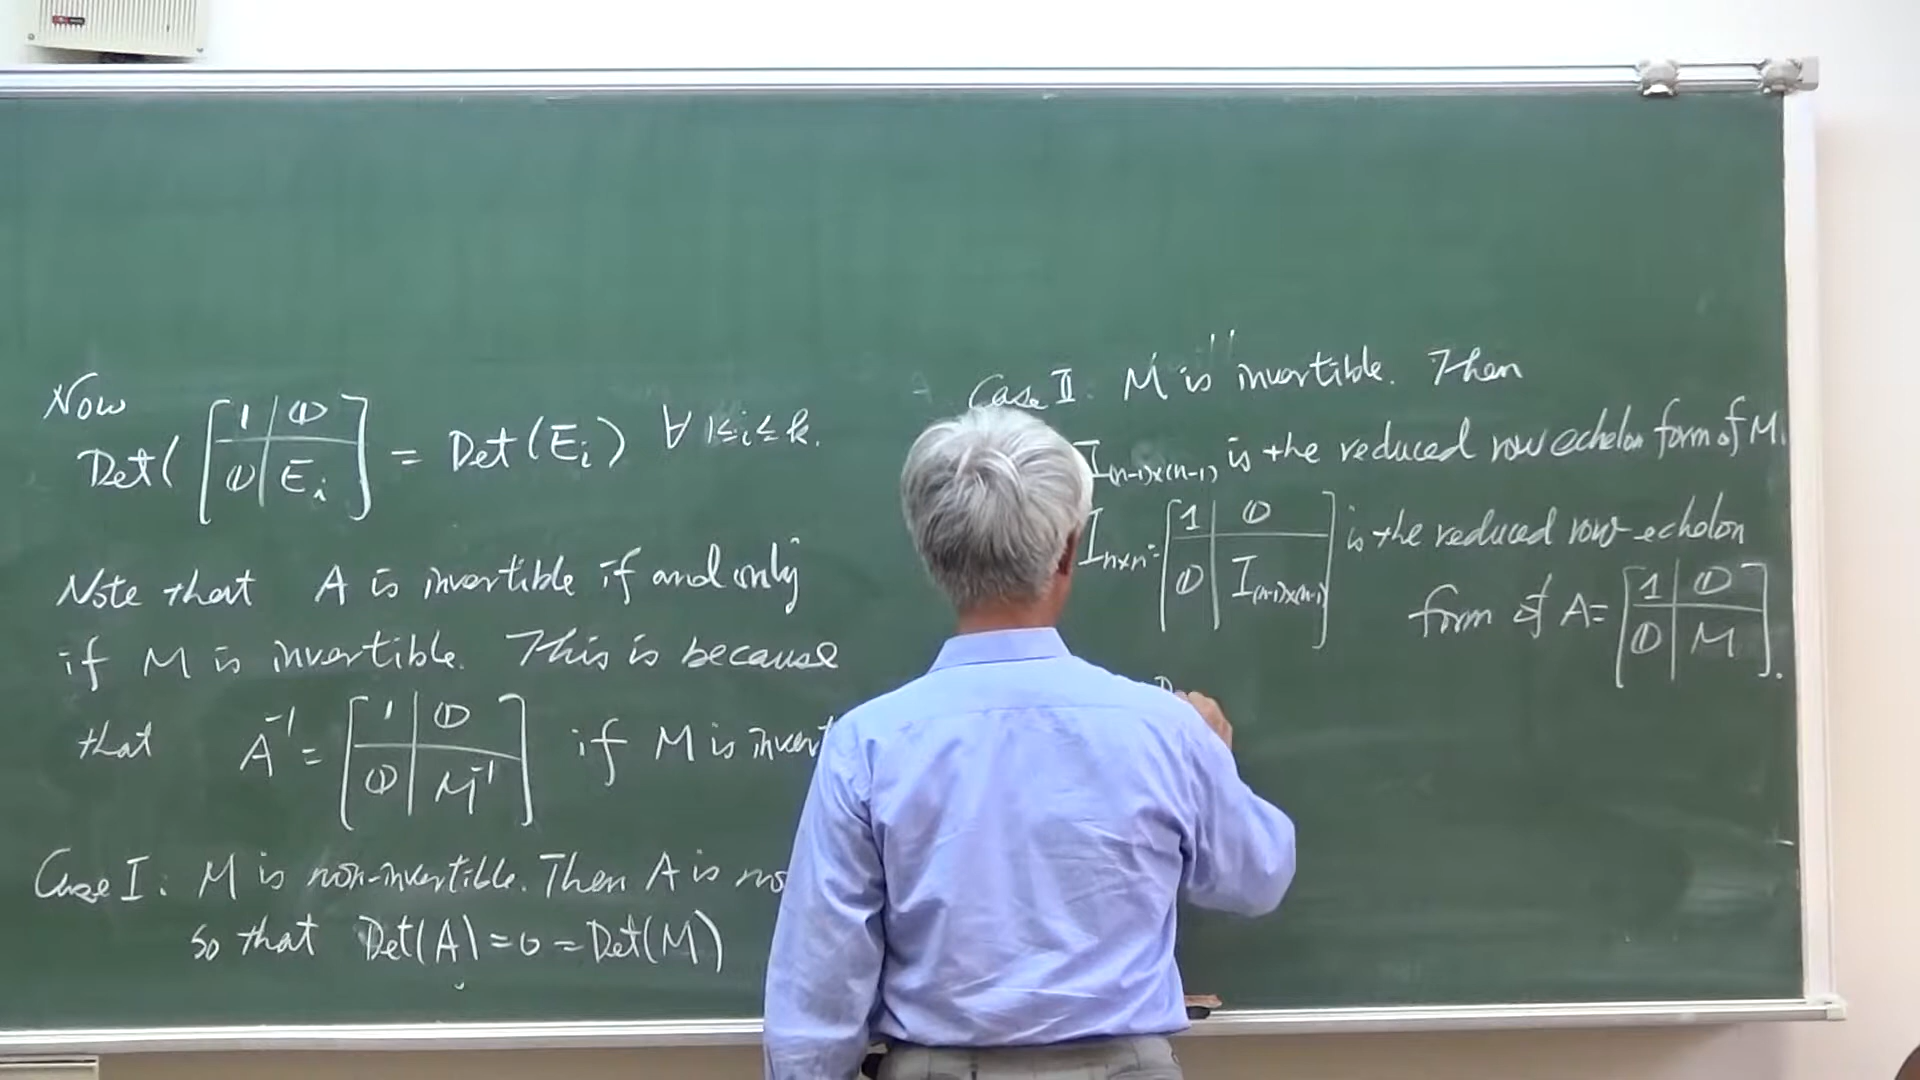 Now
Det( [1 0 0 E_i] = Det(E_i) ∀ 1≤i≤k.
Note that A is invertible if and only
if M is invertible. This is because
that A^{-1} = [1 0 0 M^{-1}] if M is invert
Case I: M is non-invertible. Then A is no
so that Det(A) = 0 = Det(M)
Case II. M is invertible. Then
I_{(n-1)×(n-1)} is the reduced row echelon form of M.
I_{n×n} = [1 0 0 I_{(n-1)×(n-1)}] is the reduced row-echelon
form of A = [1 0 0 M].